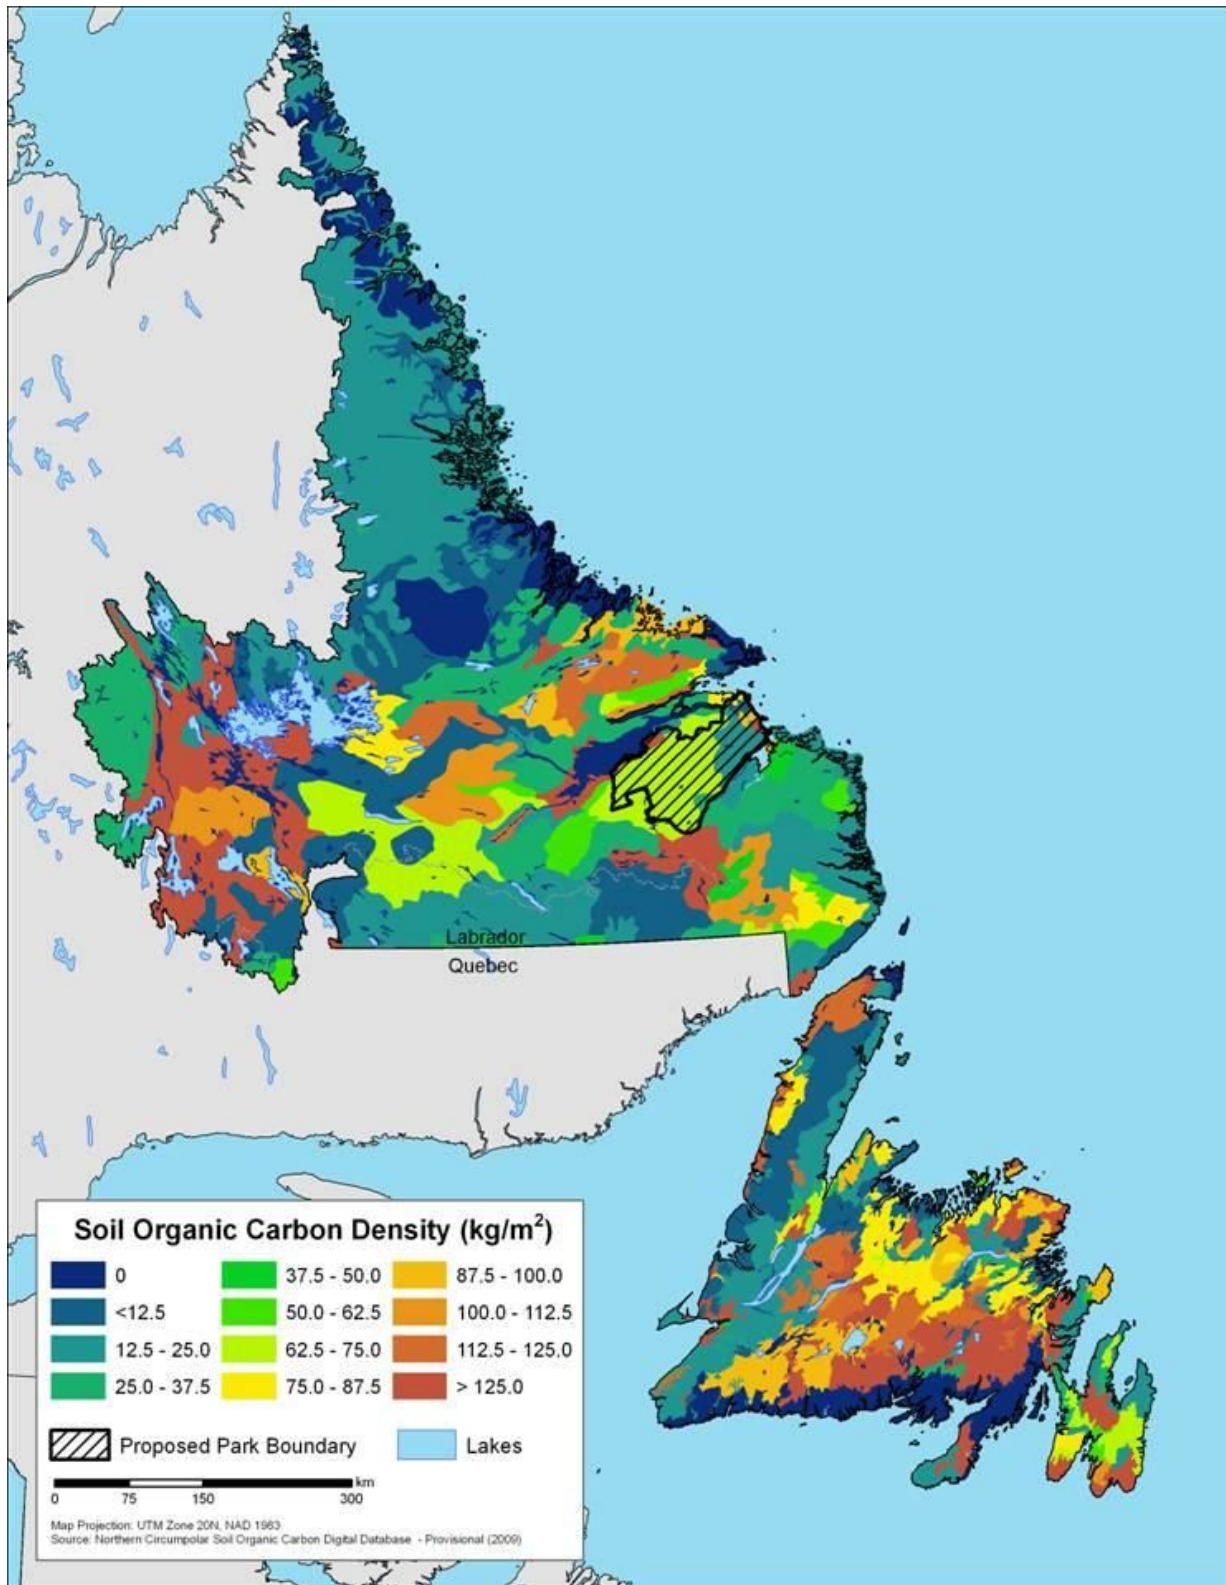 Labrador
Quebec
Soil Organic Carbon Density (kg/m²)
0
37.5 - 50.0
87.5 - 100.0
<12.5
50.0 - 62.5
100.0 - 112.5
12.5 - 25.0
62.5 - 75.0
112.5 - 125.0
25.0 - 37.5
75.0 - 87.5
> 125.0
Proposed Park Boundary
Lakes
km
0 75 150 300
Map Projection: UTM Zone 20N, NAD 1983
Source: Northern Circumpolar Soil Organic Carbon Digital Database - Provisional (2009)